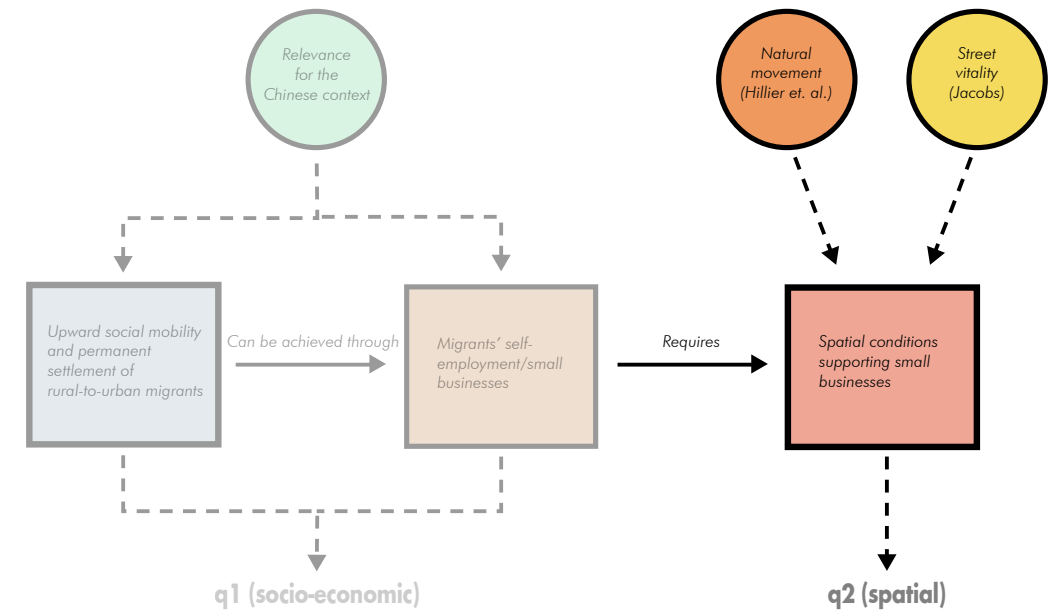 Relevance
for the
Chinese context
Natural
movement
(Hillier et. al.)
Street
vitality
(Jacobs)
Upward social mobility
and permanent
settlement of
rural-to-urban migrants
Can be achieved through
Migrants’ self-
employment/small
businesses
Requires
Spatial conditions
supporting small
businesses
q1 (socio-economic)
q2 (spatial)